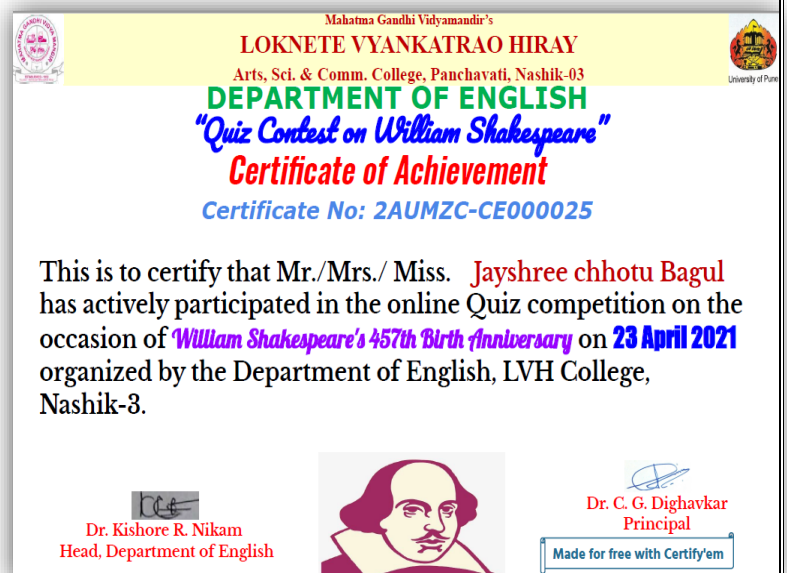 Mahatma Gandhi Vidyamandir's
LOKNETE VYANKATRAO HIRAY
Arts, Sci. & Comm. College, Panchavati, Nashik-03
University of Pune
DEPARTMENT OF ENGLISH
"Quiz Contest on William Shakespeare"
Certificate of Achievement
Certificate No: 2AUMZC-CE000025
This is to certify that Mr./Mrs./ Miss. Jayshree chhotu Bagul
has actively participated in the online Quiz competition on the
occasion of William Shakespeare's 457th Birth Anniversary on 23 April 2021
organized by the Department of English, LVH College,
Nashik-3.
Dr. Kishore R. Nikam
Head, Department of English
Dr. C. G. Dighavkar
Principal
Made for free with Certify'em